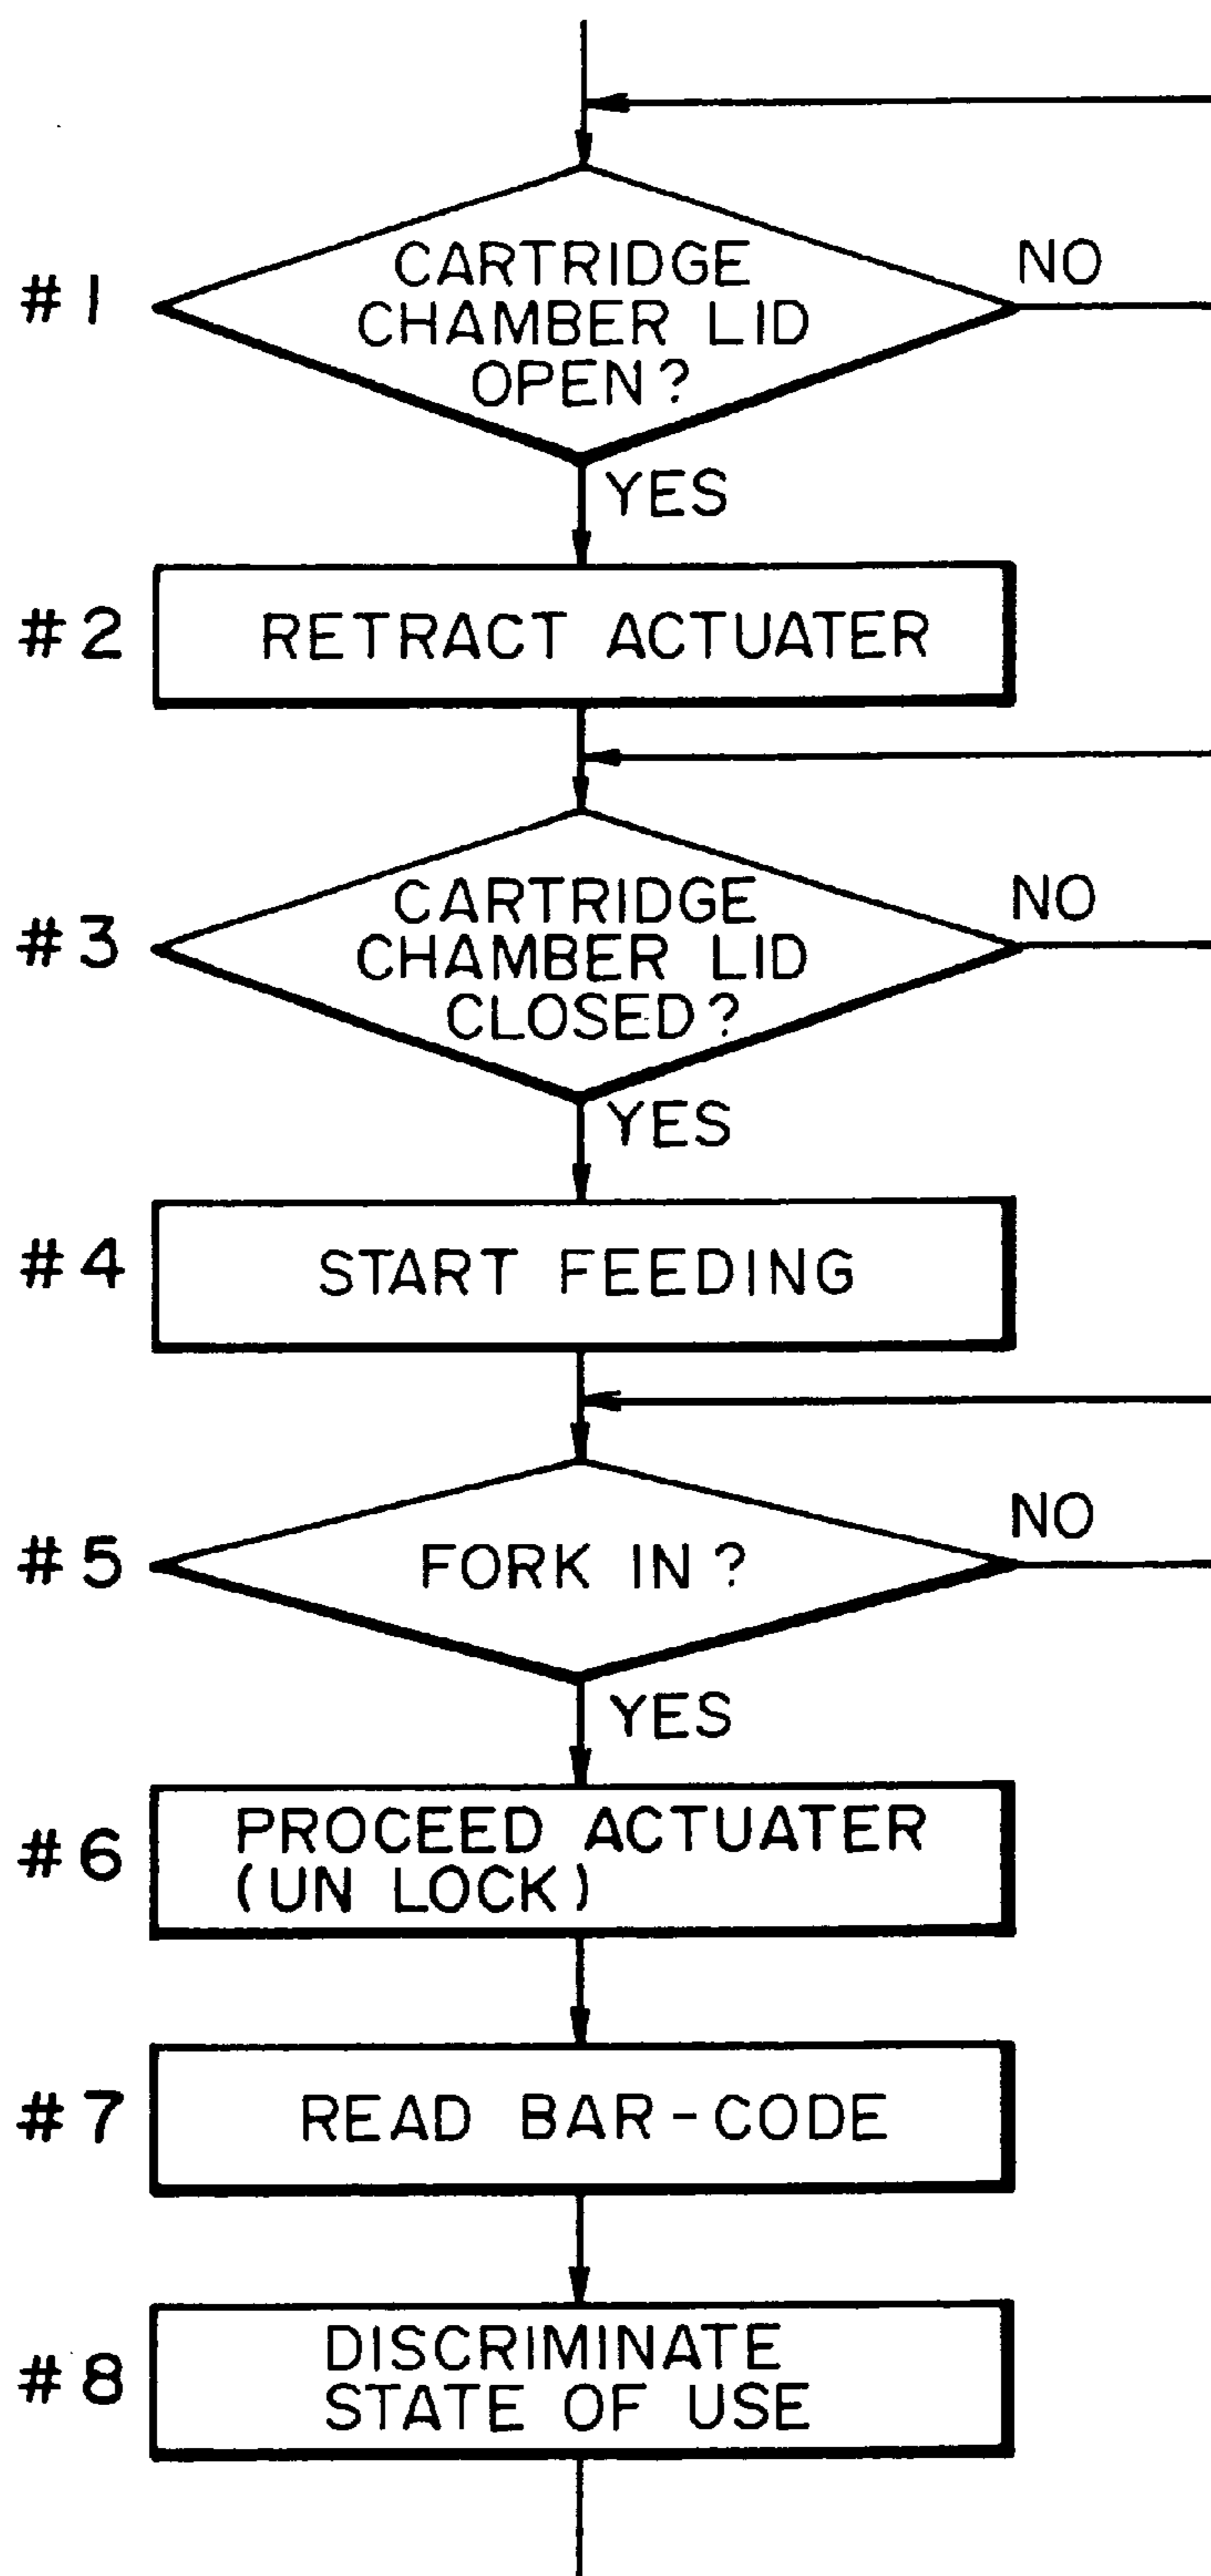 #1
CARTRIDGE
CHAMBER LID
OPEN?
NO
YES
#2
RETRACT ACTUATER
#3
CARTRIDGE
CHAMBER LID
CLOSED?
NO
YES
#4
START FEEDING
#5
FORK IN?
NO
YES
#6
PROCEED ACTUATER
(UN LOCK)
#7
READ BAR-CODE
#8
DISCRIMINATE
STATE OF USE